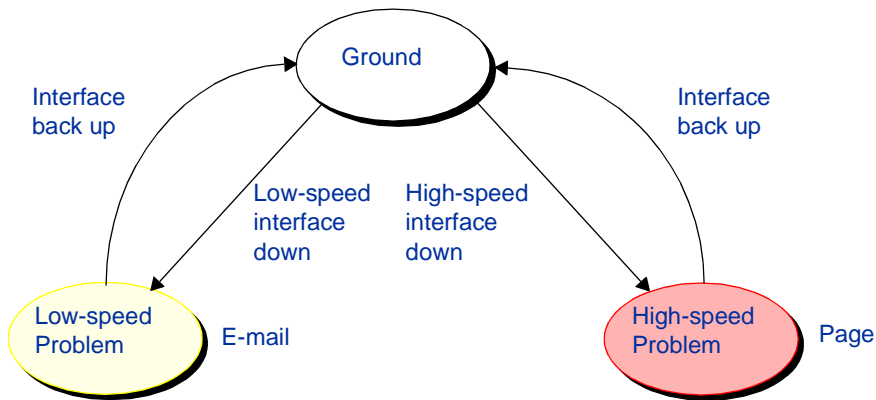 Ground
Interface
back up
Interface
back up
Low-speed
interface
down
High-speed
interface
down
Low-speed
Problem
E-mail
High-speed
Problem
Page